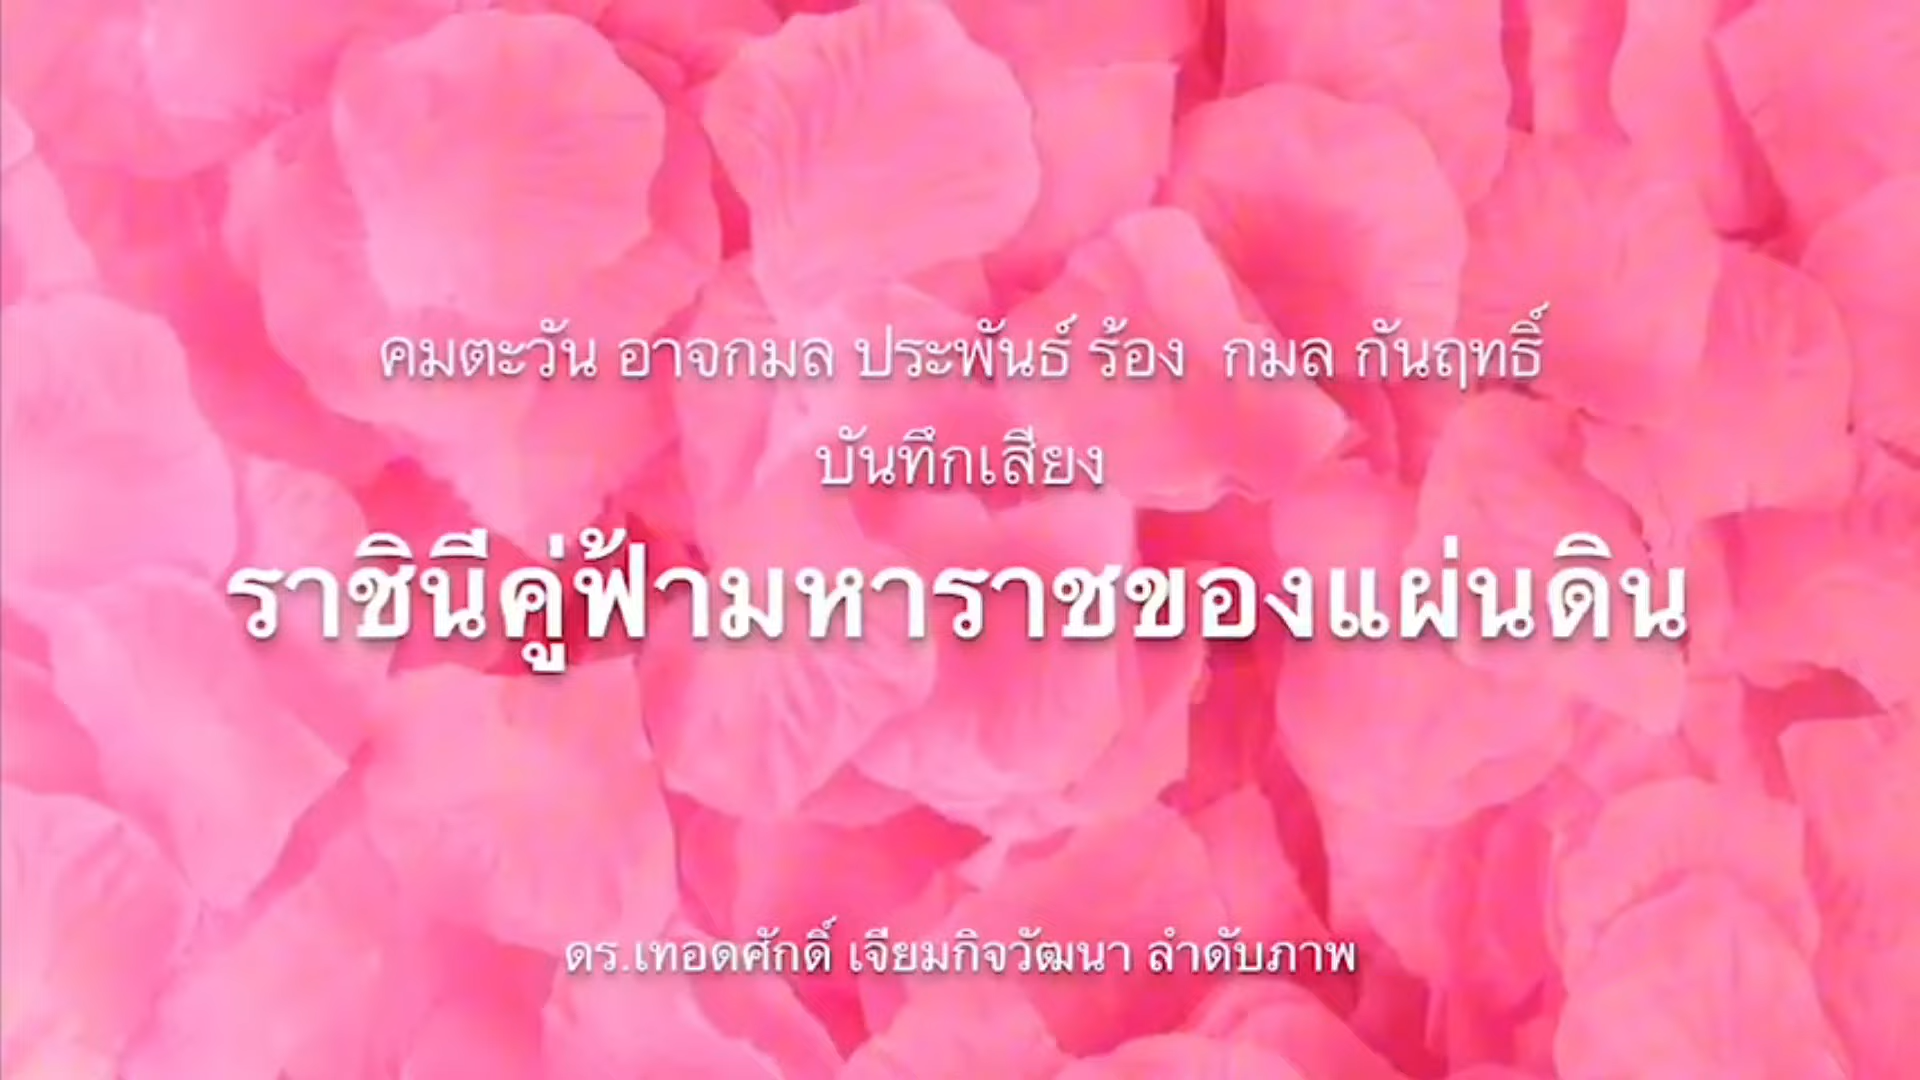 คมตะวัน อาจกมล ประพันธ์ ร้อง กมล กันฤทธิ์
บันทึกเสียง
ราชินีคู่ฟ้ามหาราชของแผ่นดิน
ดร.เทอดศักดิ์ เจียมกิจวัฒนา ลำดับภาพ